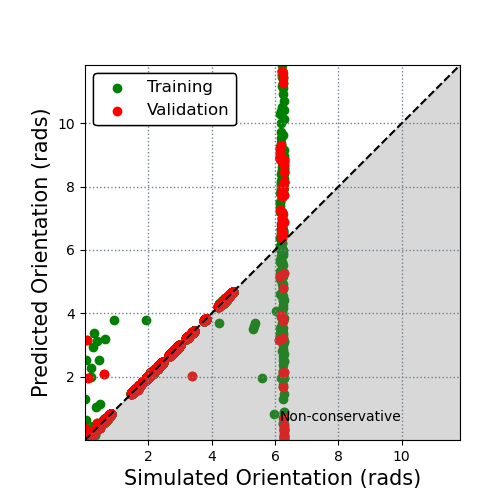 Training
Validation
Predicted Orientation (rads)
10
8
6
4
2
Non-conservative
2 4 6 8 10
Simulated Orientation (rads)